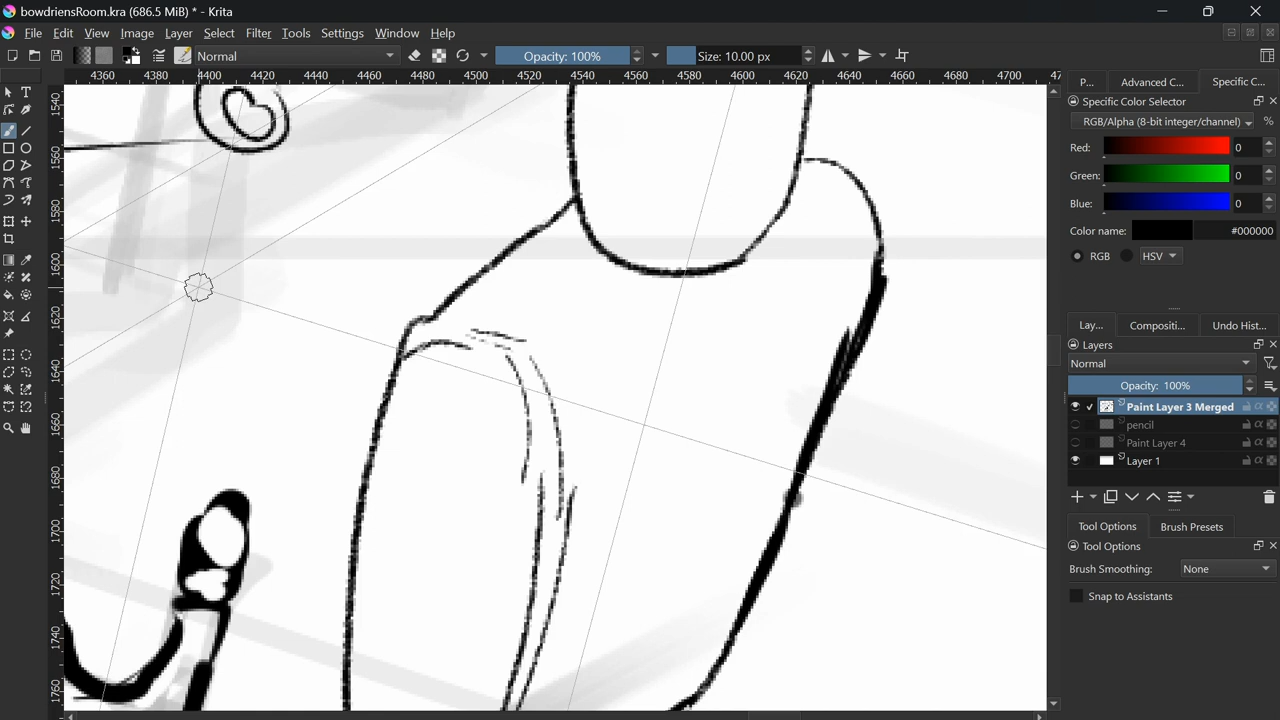 bowdriensRoom.kra (686.5 MiB) * - Krita
File Edit View Image Layer Select Filter Tools Settings Window Help
Normal Opacity: 100% Size: 10.00 px
4360 4380 4400 4420 4440 4460 4480 4500 4520 4540 4560 4580 4600 4620 4640 4660 4680 4700 47
1540
1560
1580
1600
1620
1640
1660
1680
1700
1720
1740
1760
P... Advanced C... Specific C...
Specific Color Selector
RGB/Alpha (8-bit integer/channel) %
Red: 0
Green: 0
Blue: 0
Color name: #000000
RGB HSV
Lay... Compositi... Undo Hist...
Layers
Normal
Opacity: 100%
Paint Layer 3 Merged
pencil
Paint Layer 4
Layer 1
Tool Options Brush Presets
Tool Options
Brush Smoothing: None
Snap to Assistants